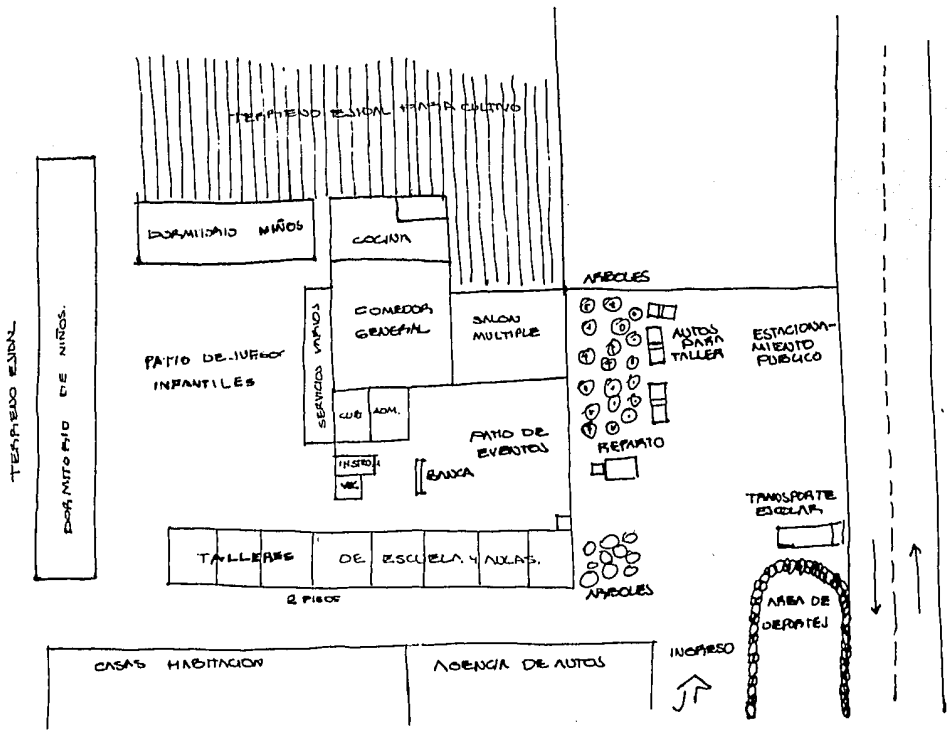 TERRENO EJIDAL PARA CULTIVO
DORMITORIO NIÑOS
COCINA
ARBOLES
COMEDOR
GENERAL
SALON
MULTIPLE
AUTOS
PARA
TALLER
ESTACIONA-
MIENTO
PUBLICO
TERRENO EJIDAL
DORMITORIO DE NIÑOS.
PATIO DE JUEGOS
INFANTILES
SERVICIOS VARIOS
CUBI
ADM.
PATIO DE
EVENTOS
REPARTO
BANCA
TANSPORTE
ESCOLAR
TALLERES DE ESCUELA Y AULAS.
2 PISOS
ARBOLES
AREA DE
DEPORTES
CASAS HABITACION
AGENCIA DE AUTOS
INGRESO